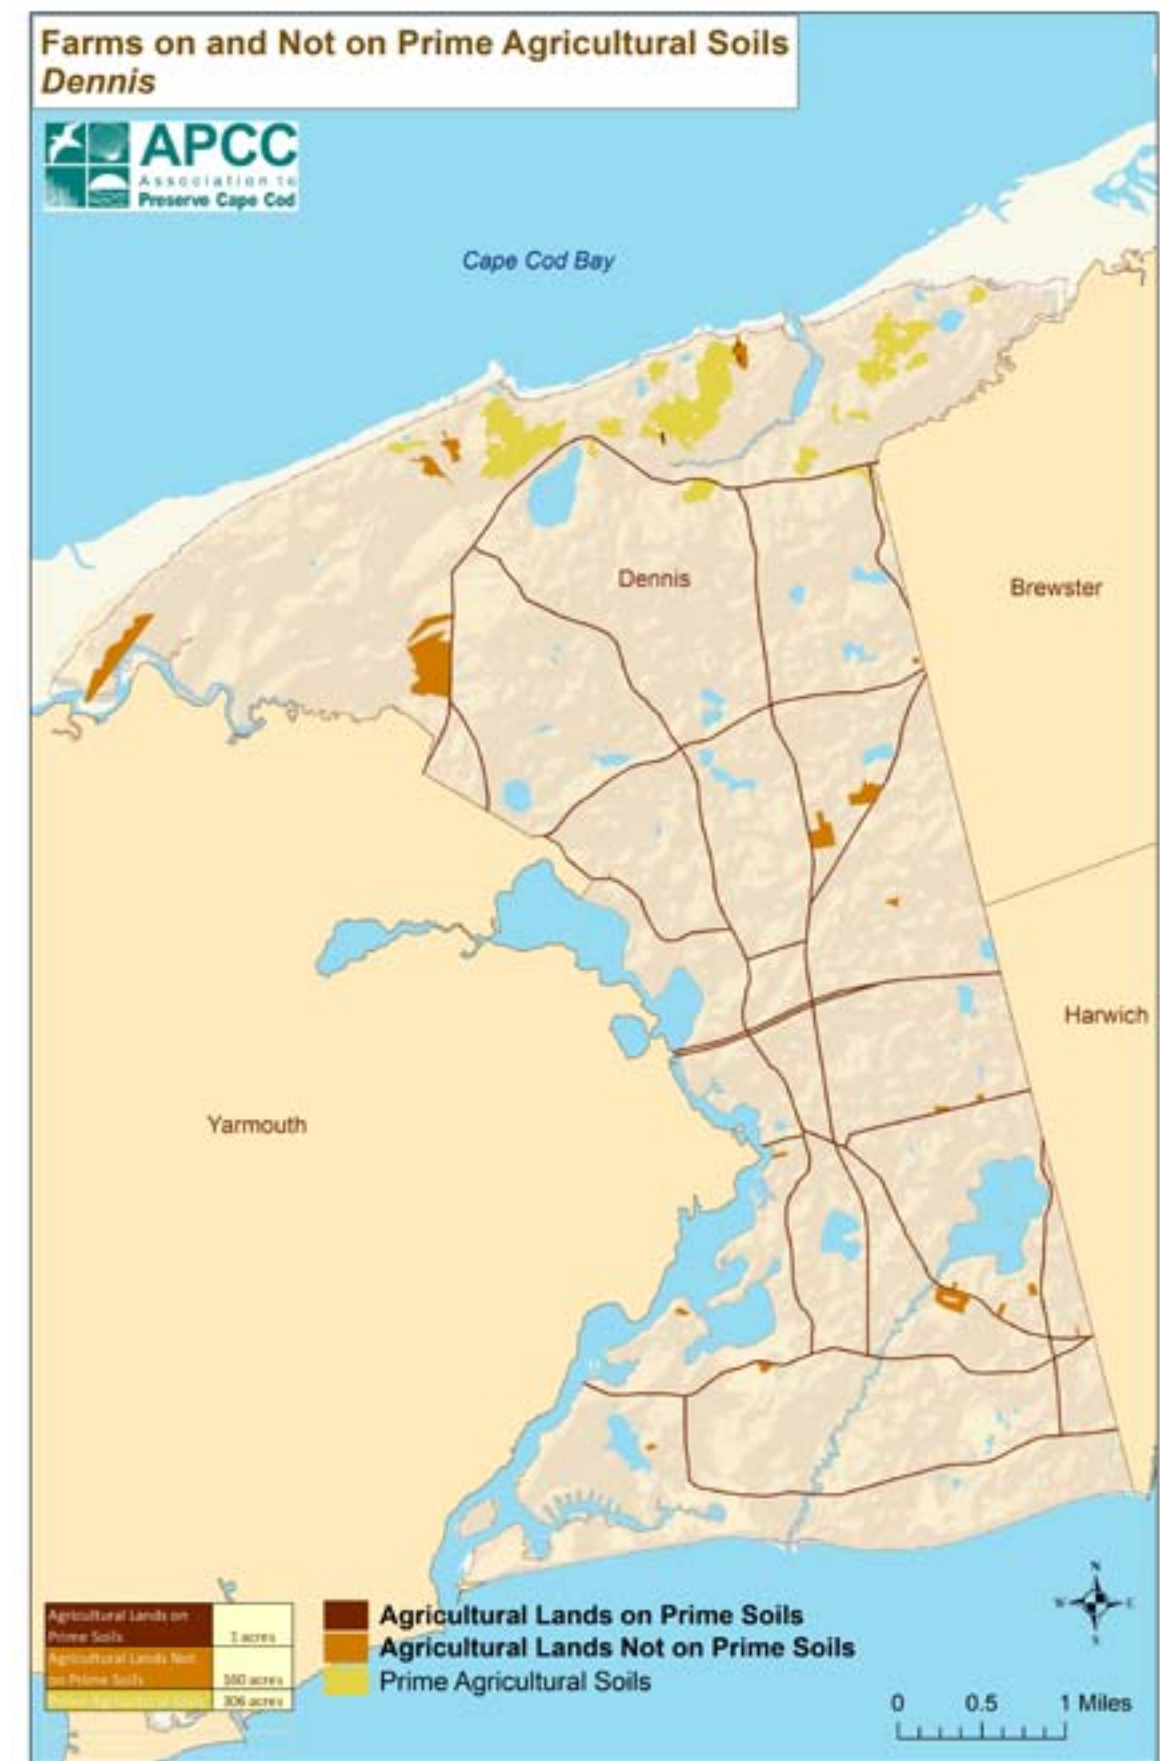 Farms on and Not on Prime Agricultural Soils
Dennis
APCC
Association to
Preserve Cape Cod
Cape Cod Bay
Dennis
Brewster
Harwich
Yarmouth
Agricultural Lands on
Prime Soils
1 acres
Agricultural Lands Not
on Prime Soils
160 acres
Prime Agricultural Soils
306 acres
Agricultural Lands on Prime Soils
Agricultural Lands Not on Prime Soils
Prime Agricultural Soils
N
W
E
S
0 0.5 1 Miles